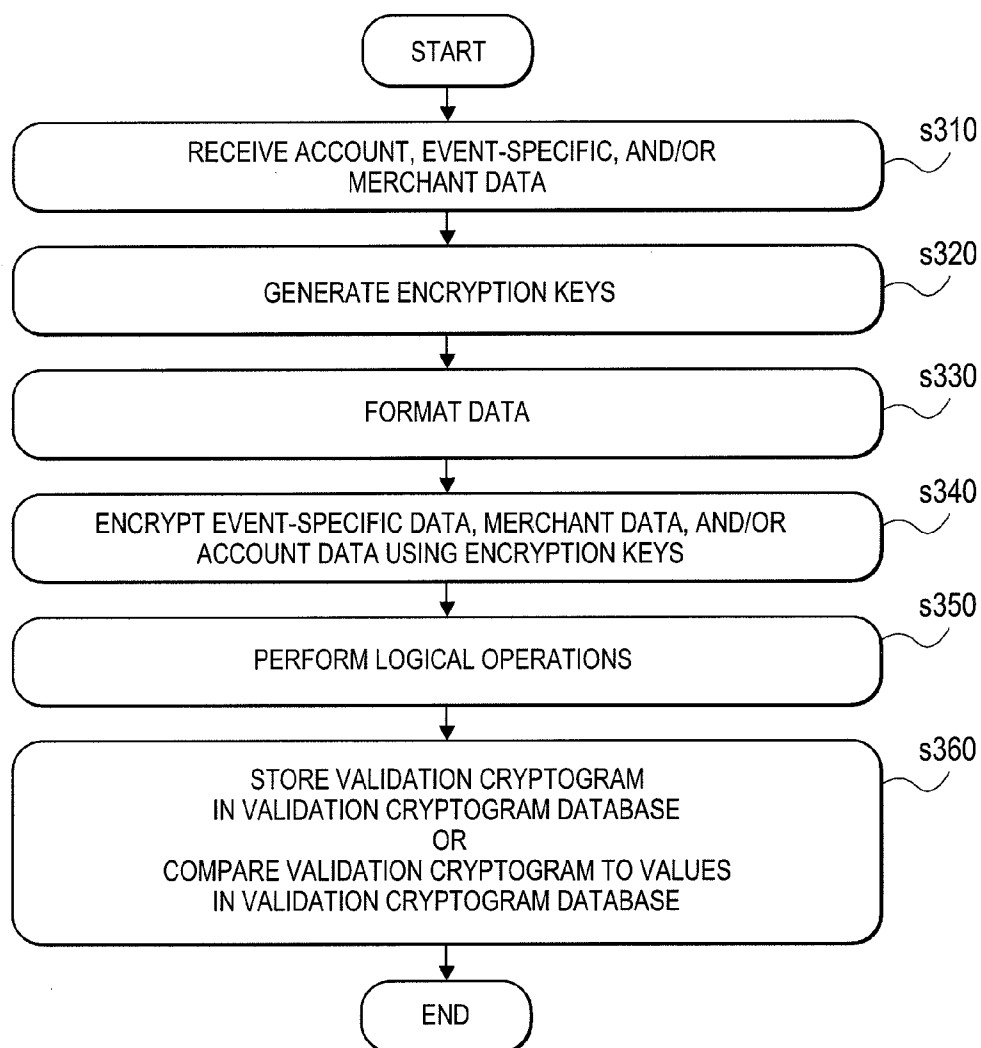 START
RECEIVE ACCOUNT, EVENT-SPECIFIC, AND/OR
MERCHANT DATA
s310
GENERATE ENCRYPTION KEYS
s320
FORMAT DATA
s330
ENCRYPT EVENT-SPECIFIC DATA, MERCHANT DATA, AND/OR
ACCOUNT DATA USING ENCRYPTION KEYS
s340
PERFORM LOGICAL OPERATIONS
s350
STORE VALIDATION CRYPTOGRAM
IN VALIDATION CRYPTOGRAM DATABASE
OR
COMPARE VALIDATION CRYPTOGRAM TO VALUES
IN VALIDATION CRYPTOGRAM DATABASE
s360
END